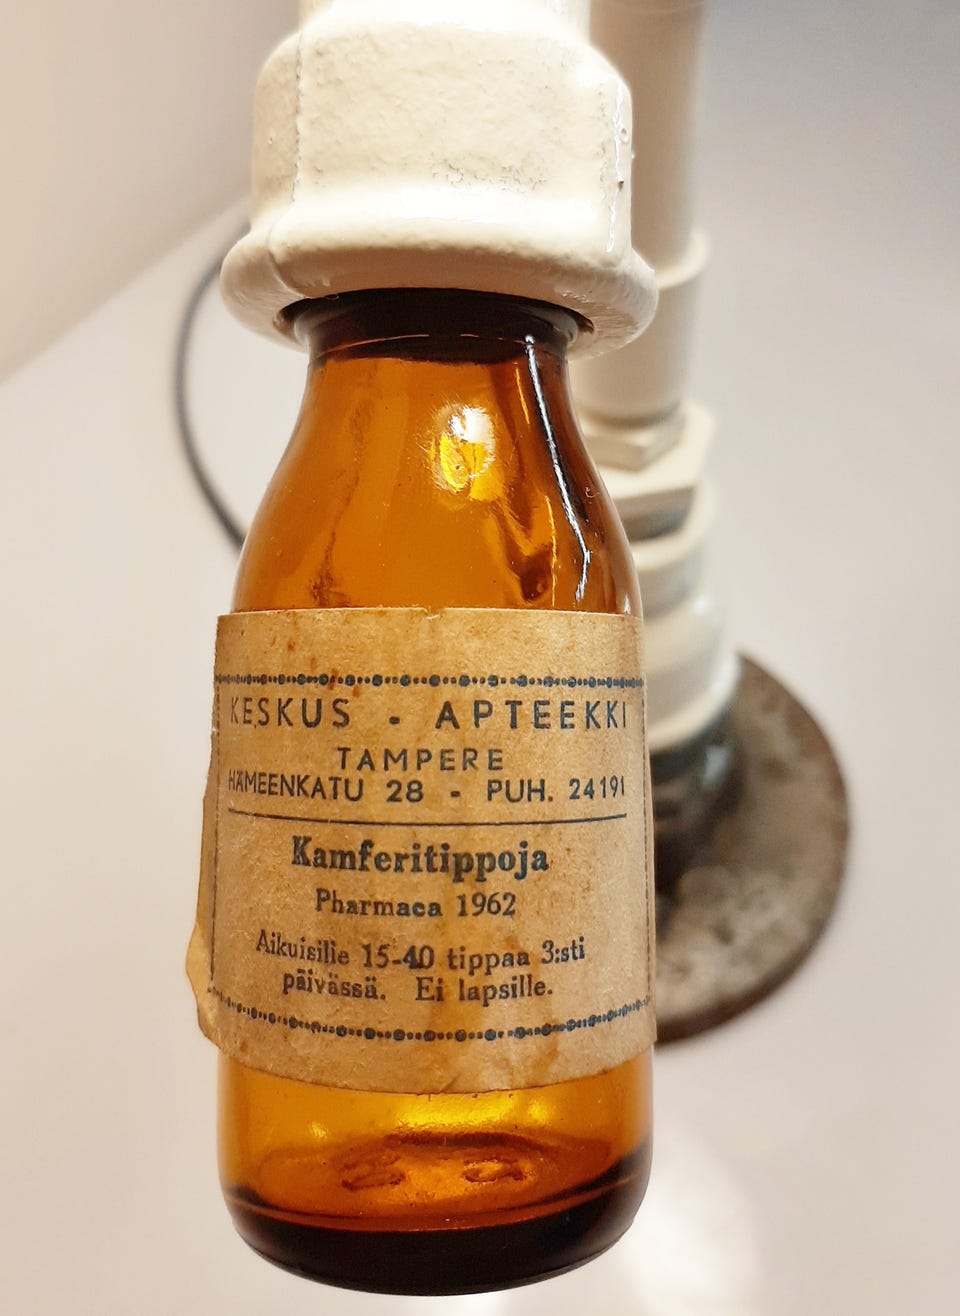 KESKUS - APTEEKKI
TAMPERE
HÄMEENKATU 28 - PUH. 24191
Kamferitippoja
Pharmaca 1962
Aikuisille 15-40 tippaa 3:sti
päivässä. Ei lapsille.